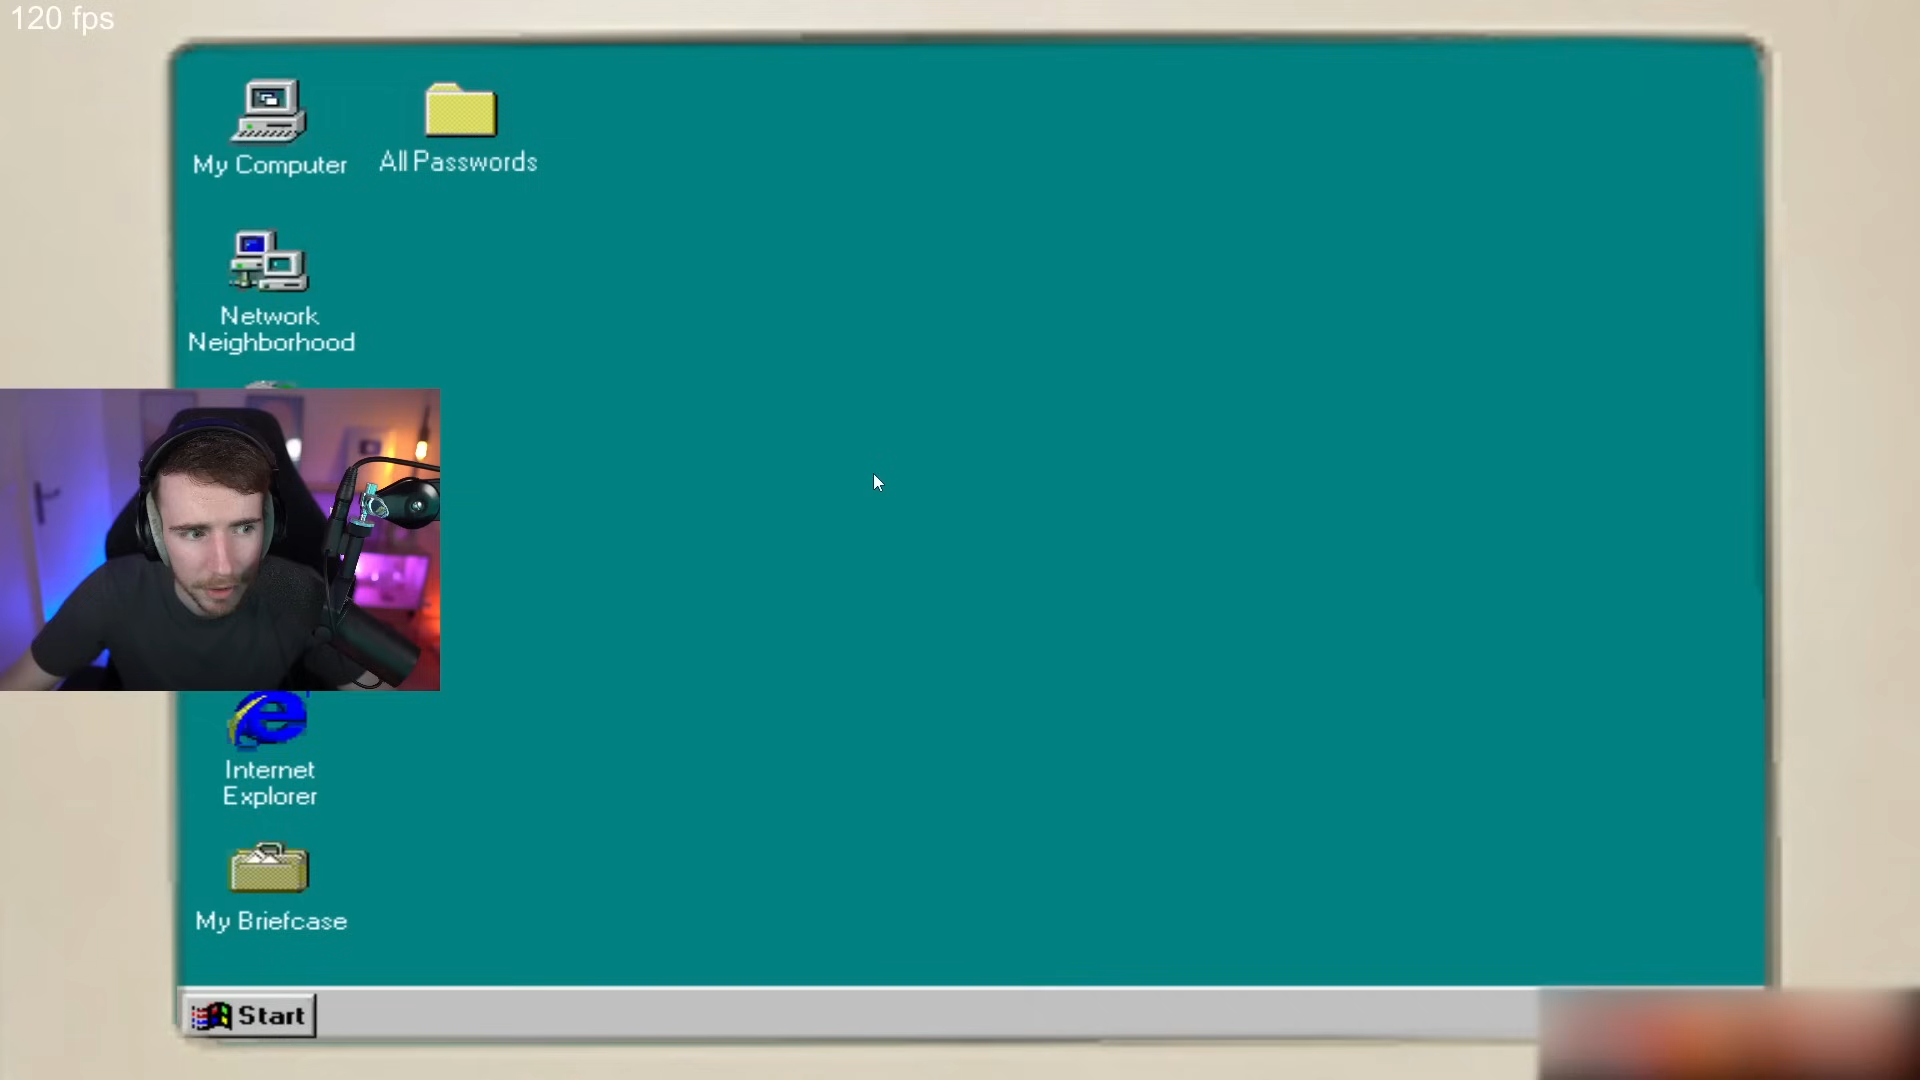 120 fps
My Computer
All Passwords
Network
Neighborhood
Internet
Explorer
My Briefcase
Start